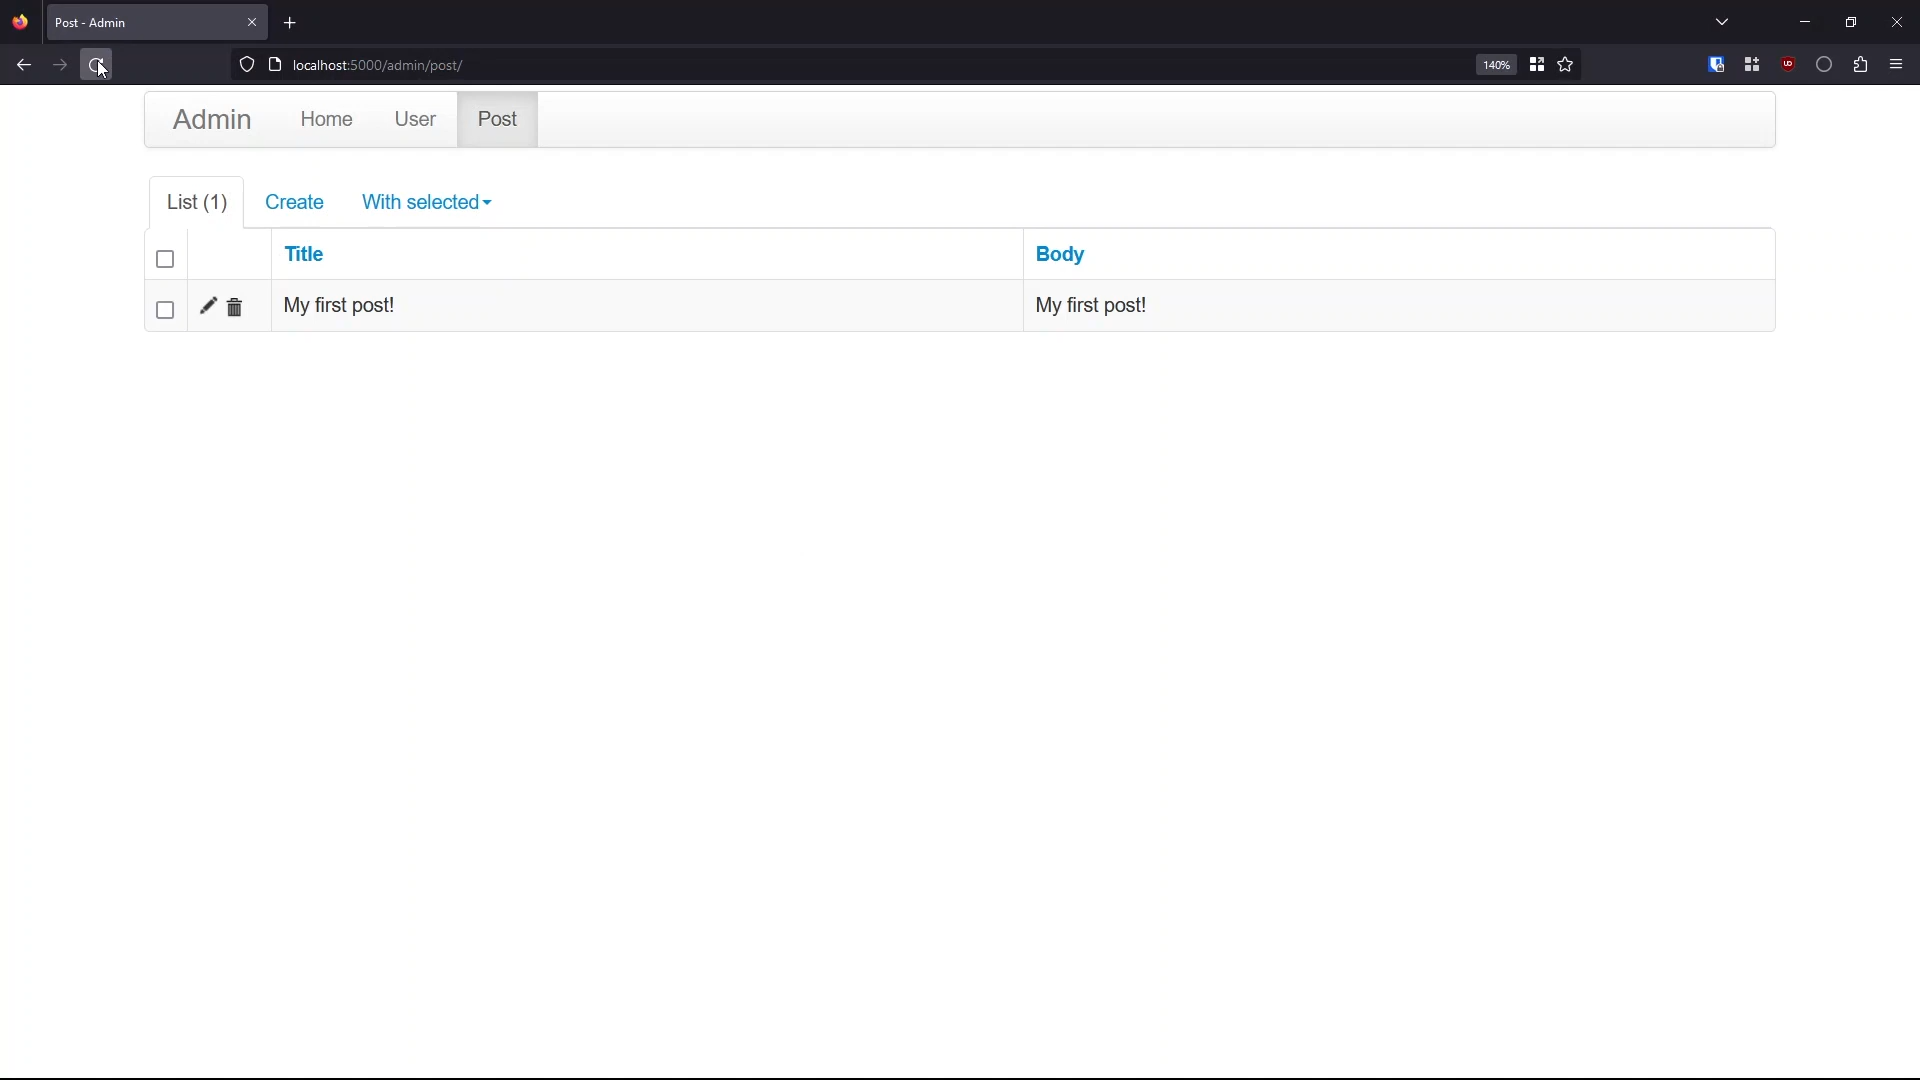 Post - Admin
localhost:5000/admin/post/
140%
Admin Home User Post
List (1) Create With selected
Title Body
My first post! My first post!